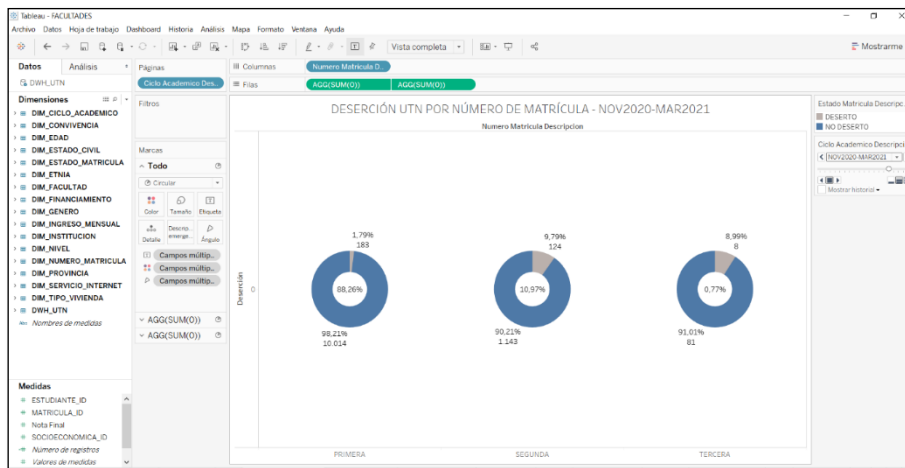 Tableau - FACULTADES
Archivo Datos Hoja de trabajo Dashboard Historia Análisis Mapa Formato Ventana Ayuda
Vista completa
Mostrarme
Datos Análisis
DWH_UTN
Dimensiones
DIM_CICLO_ACADEMICO
DIM_CONVIVENCIA
DIM_EDAD
DIM_ESTADO_CIVIL
DIM_ESTADO_MATRICULA
DIM_ETNIA
DIM_FACULTAD
DIM_FINANCIAMIENTO
DIM_GENERO
DIM_INGRESO_MENSUAL
DIM_INSTITUCION
DIM_NIVEL
DIM_NUMERO_MATRICULA
DIM_PROVINCIA
DIM_SERVICIO_INTERNET
DIM_TIPO_VIVIENDA
DWH_UTN
Abc Nombres de medidas
Medidas
ESTUDIANTE_ID
MATRICULA_ID
Nota Final
SOCIOECONOMICA_ID
Número de registros
Valores de medidas
Páginas
Ciclo Academico Des..
Filtros
Marcas
Todo
Circular
Color Tamaño Etiqueta
Detalle Descrip... emerge... Ángulo
Campos múltip..
Campos múltip..
Campos múltip..
AGG(SUM(0))
AGG(SUM(0))
Columnas Numero Matricula D..
Filas AGG(SUM(0)) AGG(SUM(0))
DESERCIÓN UTN POR NÚMERO DE MATRÍCULA - NOV2020-MAR2021
Numero Matricula Descripcion
Deserción
0
1,79%
183
88,26%
98,21%
10.014
9,79%
124
10,97%
90,21%
1.143
8,99%
8
0,77%
91,01%
81
PRIMERA SEGUNDA TERCERA
Estado Matricula Descripc..
DESERTO
NO DESERTO
Ciclo Academico Descripci
NOV2020-MAR2021
Mostrar historial